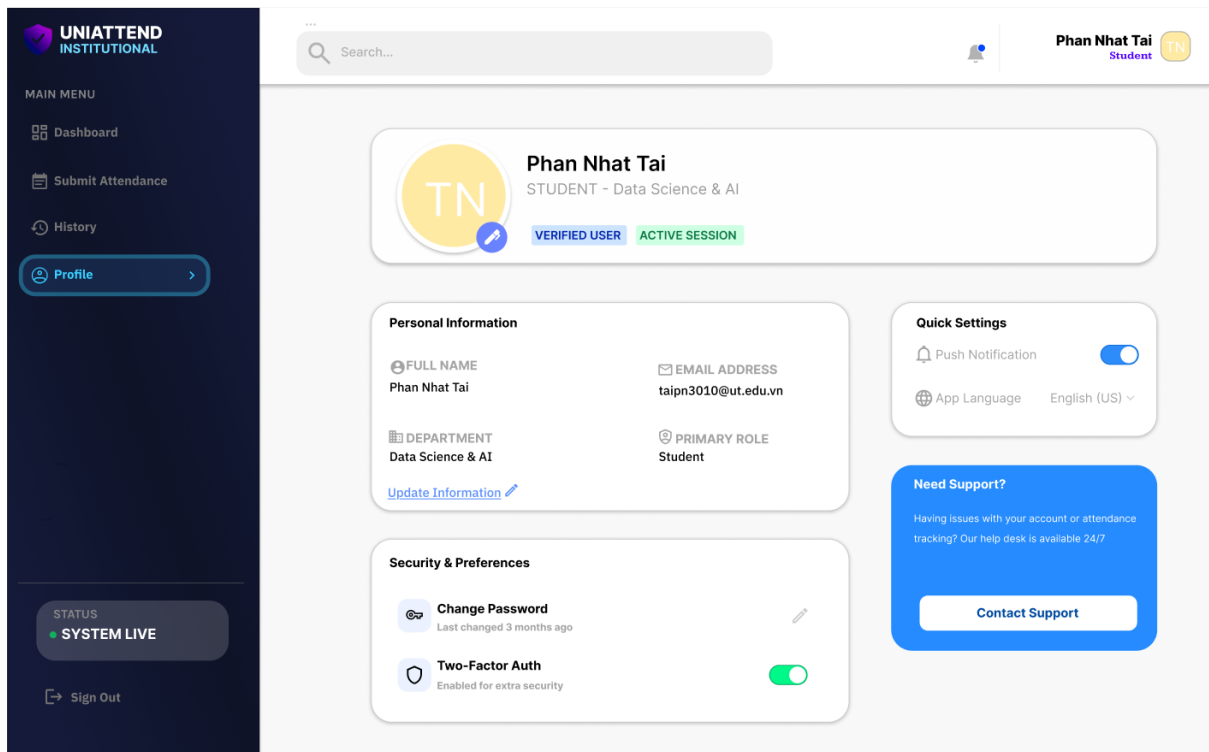 UNIATTEND
INSTITUTIONAL
MAIN MENU
Dashboard
Submit Attendance
History
Profile
STATUS
SYSTEM LIVE
Sign Out
...
Search...
Phan Nhat Tai
Student
TN
TN
Phan Nhat Tai
STUDENT - Data Science & AI
VERIFIED USER
ACTIVE SESSION
Personal Information
FULL NAME
Phan Nhat Tai
EMAIL ADDRESS
taipn3010@ut.edu.vn
DEPARTMENT
Data Science & AI
PRIMARY ROLE
Student
Update Information
Security & Preferences
Change Password
Last changed 3 months ago
Two-Factor Auth
Enabled for extra security
Quick Settings
Push Notification
App Language English (US)
Need Support?
Having issues with your account or attendance
tracking? Our help desk is available 24/7
Contact Support